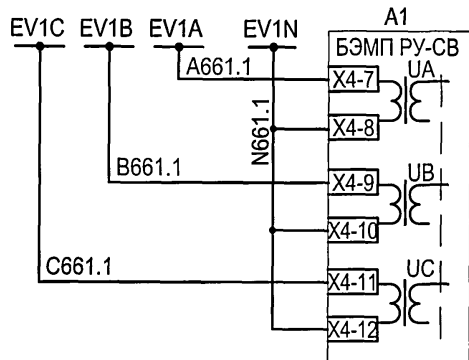 EV1C EV1B EV1A EV1N A1
БЭМП РУ-СВ
A661.1 X4-7 UA
N661.1 X4-8
B661.1 X4-9 UB
X4-10
C661.1 X4-11 UC
X4-12